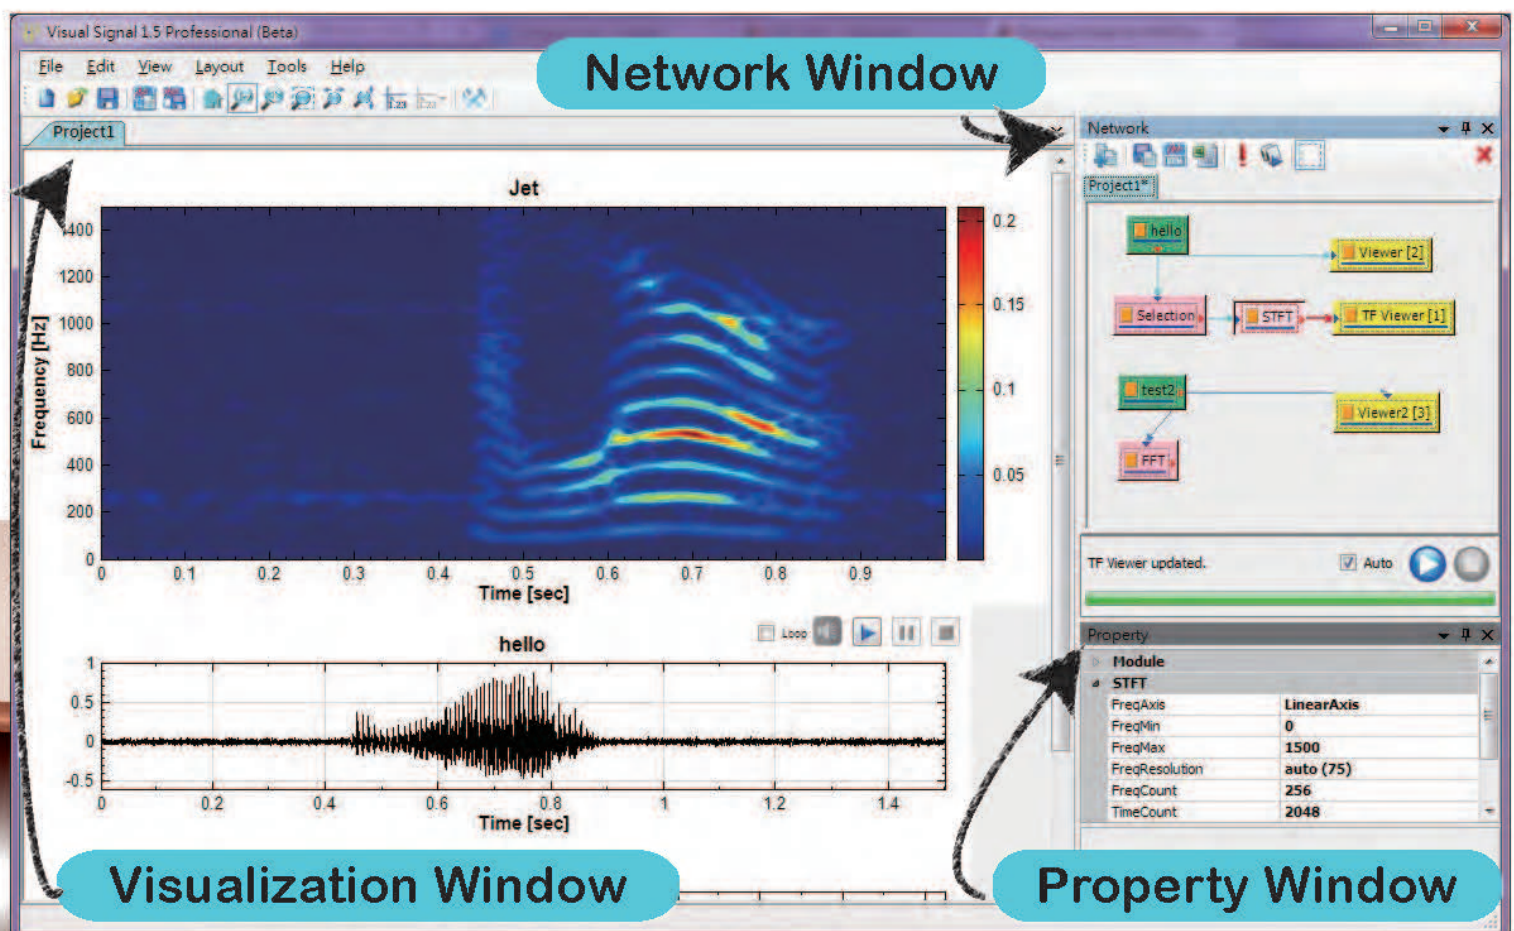 Visual Signal 1.5 Professional (Beta)
File Edit View Layout Tools Help
Network Window
Project1
Jet
1400
1200
1000
800
600
400
200
0
Frequency [Hz]
0 0.1 0.2 0.3 0.4 0.5 0.6 0.7 0.8 0.9
Time [sec]
0.2
0.15
0.1
0.05
Loop
hello
1
0.5
0
-0.5
0 0.2 0.4 0.6 0.8 1 1.2 1.4
Time [sec]
Visualization Window
Network
Project1*
hello
Viewer [2]
Selection
STFT
TF Viewer [1]
test2
Viewer2 [3]
FFT
TF Viewer updated.
Auto
Property
Module
STFT
FreqAxis LinearAxis
FreqMin 0
FreqMax 1500
FreqResolution auto (75)
FreqCount 256
TimeCount 2048
Property Window